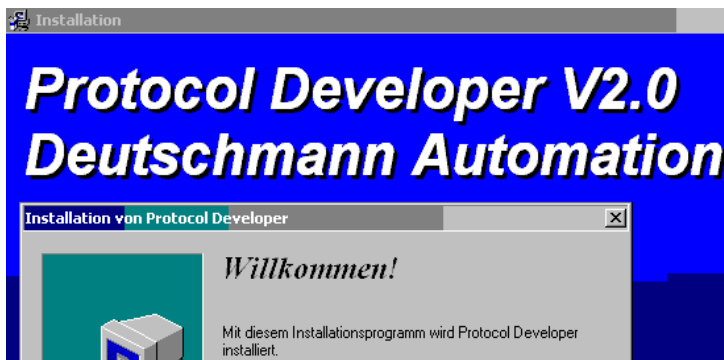 Installation
Protocol Developer V2.0
Deutschmann Automation
Installation von Protocol Developer
Willkommen!
Mit diesem Installationsprogramm wird Protocol Developer
installiert.